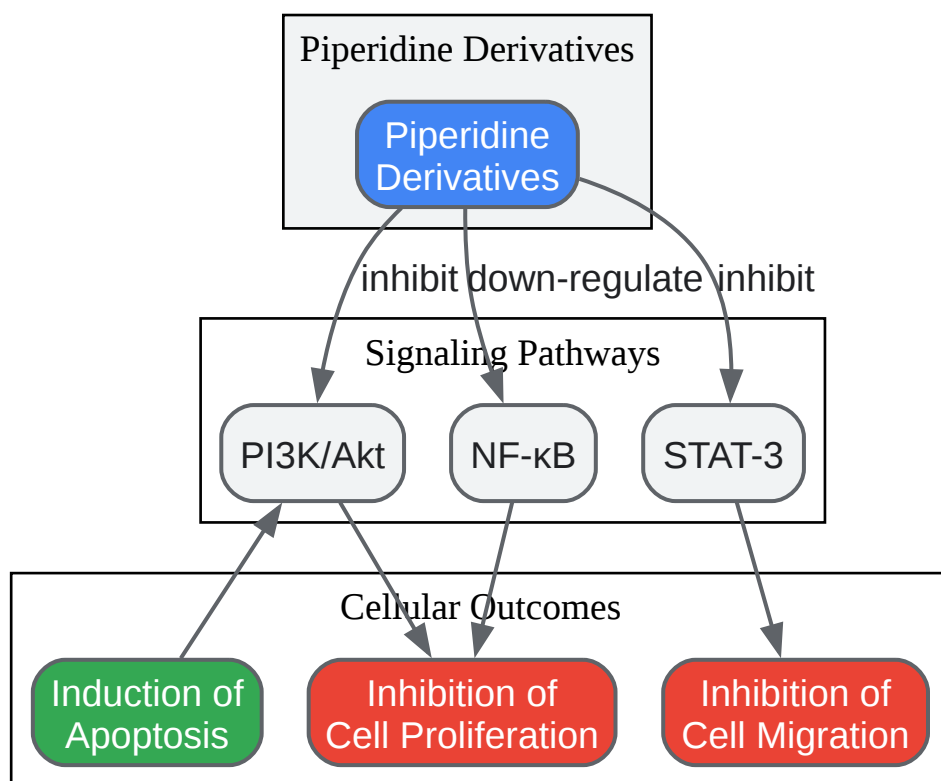 Piperidine Derivatives
Piperidine
Derivatives
inhibit down-regulate inhibit
Signaling Pathways
PI3K/Akt NF-κB STAT-3
Cellular Outcomes
Induction of
Apoptosis
Inhibition of
Cell Proliferation
Inhibition of
Cell Migration